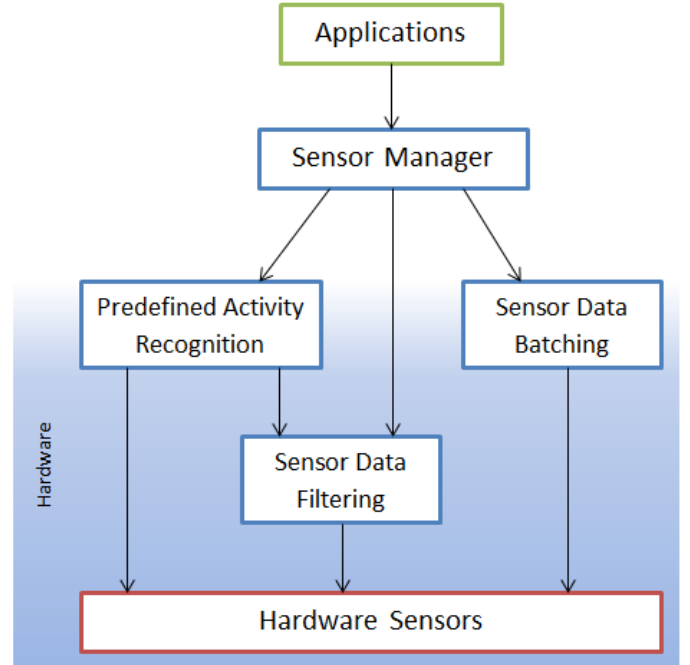 Applications
Sensor Manager
Predefined Activity
Recognition
Sensor Data
Batching
Hardware
Sensor Data
Filtering
Hardware Sensors